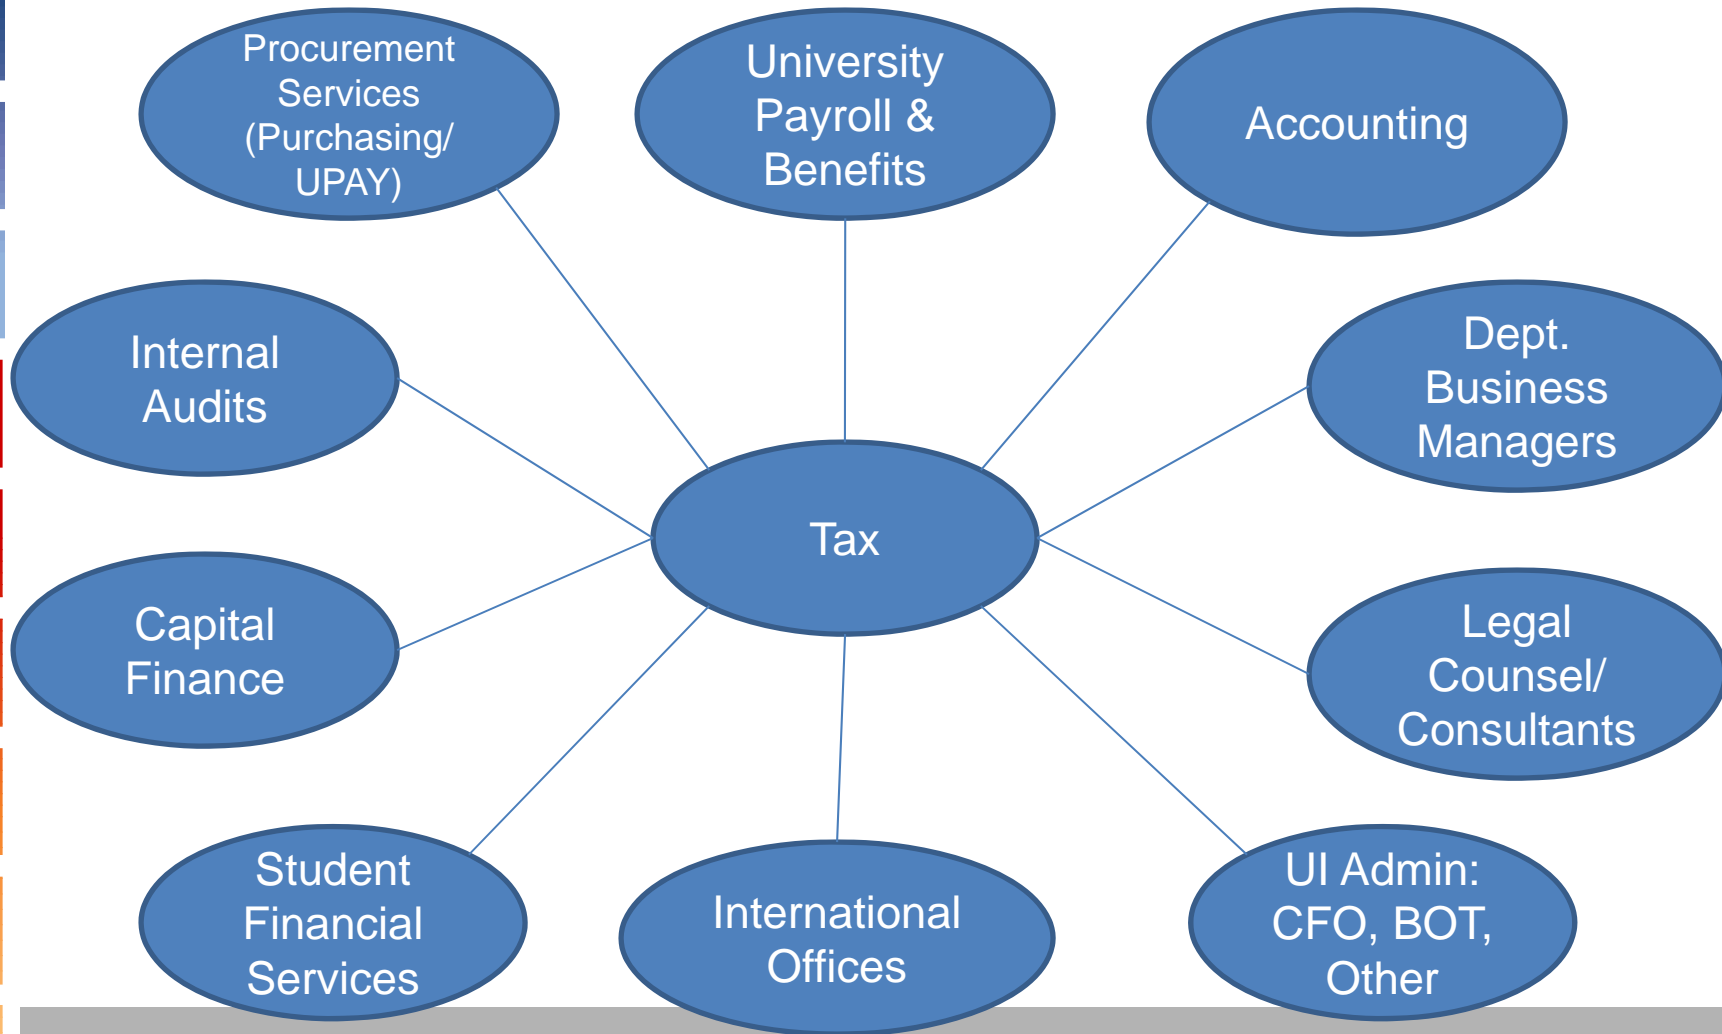 Procurement
Services
(Purchasing/
UPAY)
University
Payroll &
Benefits
Accounting
Internal
Audits
Dept.
Business
Managers
Tax
Capital
Finance
Legal
Counsel/
Consultants
Student
Financial
Services
International
Offices
UI Admin:
CFO, BOT,
Other